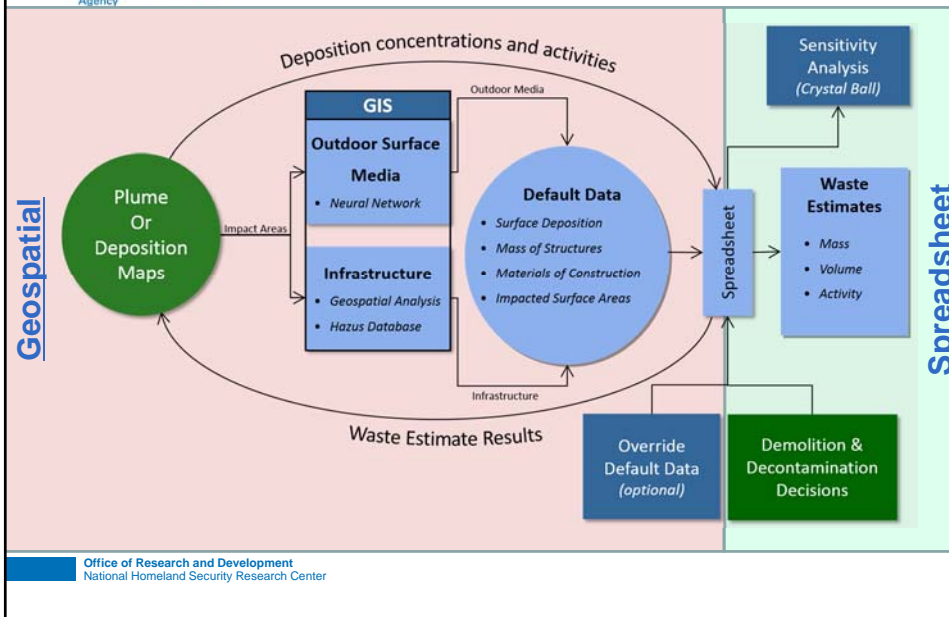 Agency
Geospatial
Deposition concentrations and activities
Plume
Or
Deposition
Maps
Impact Areas
GIS
Outdoor Surface
Media
• Neural Network
Infrastructure
• Geospatial Analysis
• Hazus Database
Outdoor Media
Infrastructure
Default Data
• Surface Deposition
• Mass of Structures
• Materials of Construction
• Impacted Surface Areas
Waste Estimate Results
Spreadsheet
Sensitivity
Analysis
(Crystal Ball)
Waste
Estimates
• Mass
• Volume
• Activity
Override
Default Data
(optional)
Demolition &
Decontamination
Decisions
Spreadsheet
Office of Research and Development
National Homeland Security Research Center